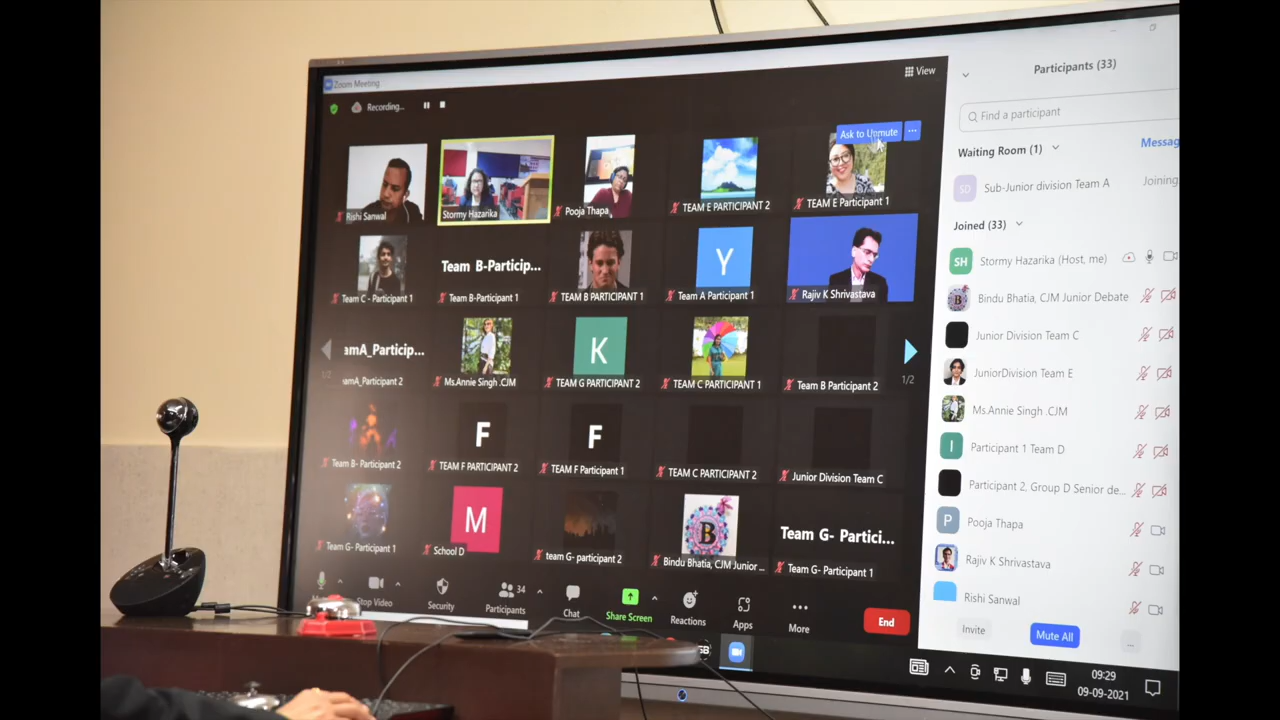 Zoom Meeting
Recording...
View
Ask to Unmute
...
Rishi Sanwal
Stormy Hazarika
Pooja Thapa
TEAM E PARTICIPANT 2
TEAM E Participant 1
Team C - Participant 1
Team B-Particip...
Team B-Participant 1
TEAM B PARTICIPANT 1
Y
Team A Participant 1
Rajiv K Shrivastava
amA_Particip...
amA_Participant 2
Ms.Annie Singh .CJM
K
TEAM G PARTICIPANT 2
TEAM C PARTICIPANT 1
Team B Participant 2
1/2
1/2
Team B- Participant 2
F
TEAM F PARTICIPANT 2
F
TEAM F Participant 1
TEAM C PARTICIPANT 2
Junior Division Team C
Team G- Participant 1
M
School D
team G- participant 2
B
Bindu Bhatia, CJM Junior ...
Team G- Partici...
Team G- Participant 1
Stop Video
Security
Participants
34
Chat
Share Screen
Reactions
Apps
More
End
Participants (33)
Find a participant
Waiting Room (1)
Messag
SD
Sub-Junior division Team A
Joining
Joined (33)
SH
Stormy Hazarika (Host, me)
B
Bindu Bhatia, CJM Junior Debate
Junior Division Team C
JuniorDivision Team E
Ms.Annie Singh .CJM
I
Participant 1 Team D
Participant 2, Group D Senior de...
P
Pooja Thapa
Rajiv K Shrivastava
Rishi Sanwal
Invite
Mute All
...
09:29
09-09-2021